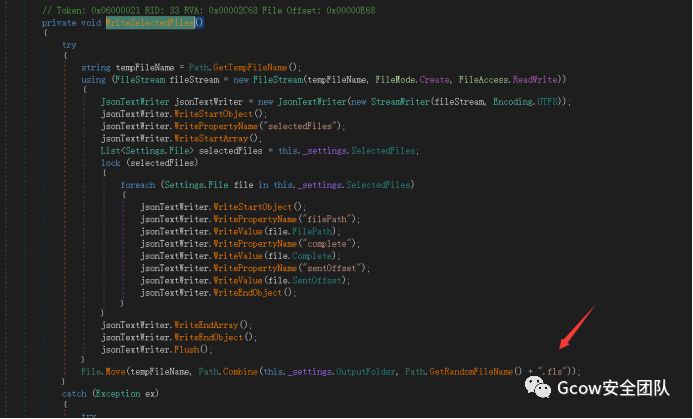 // Token: 0x06000021 RID: 33 RVA: 0x00002C68 File Offset: 0x00000E68
private void WriteSelectedFiles()
{
try
{
string tempFileName = Path.GetTempFileName();
using (FileStream fileStream = new FileStream(tempFileName, FileMode.Create, FileAccess.ReadWrite))
{
JsonTextWriter jsonTextWriter = new JsonTextWriter(new StreamWriter(fileStream, Encoding.UTF8));
jsonTextWriter.WriteStartObject();
jsonTextWriter.WritePropertyName("selectedFiles");
jsonTextWriter.WriteStartArray();
List<Settings.File> selectedFiles = this._settings.SelectedFiles;
lock (selectedFiles)
{
foreach (Settings.File file in this._settings.SelectedFiles)
{
jsonTextWriter.WriteStartObject();
jsonTextWriter.WritePropertyName("filePath");
jsonTextWriter.WriteValue(file.FilePath);
jsonTextWriter.WritePropertyName("complete");
jsonTextWriter.WriteValue(file.Complete);
jsonTextWriter.WritePropertyName("sentOffset");
jsonTextWriter.WriteValue(file.SentOffset);
jsonTextWriter.WriteEndObject();
}
}
jsonTextWriter.WriteEndArray();
jsonTextWriter.WriteEndObject();
jsonTextWriter.Flush();
}
File.Move(tempFileName, Path.Combine(this._settings.OutputFolder, Path.GetRandomFileName() + ".fls"));
}
catch (Exception ex)
{
try
Gcow安全团队